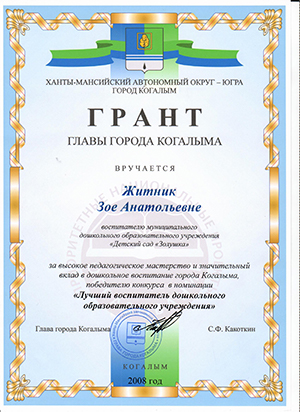 ХАНТЫ-МАНСИЙСКИЙ АВТОНОМНЫЙ ОКРУГ – ЮГРА
ГОРОД КОГАЛЫМ
ГРАНТ
ГЛАВЫ ГОРОДА КОГАЛЫМА
ВРУЧАЕТСЯ
Житник
Зое Анатольевне
воспитателю муниципального
дошкольного образовательного учреждения
«Детский сад «Золушка»
за высокое педагогическое мастерство и значительный
вклад в дошкольное воспитание города Когалыма,
победителю конкурса в номинации
«Лучший воспитатель дошкольного
образовательного учреждения»
Глава города Когалыма
С.Ф. Какоткин
КОГАЛЫМ
2008 год